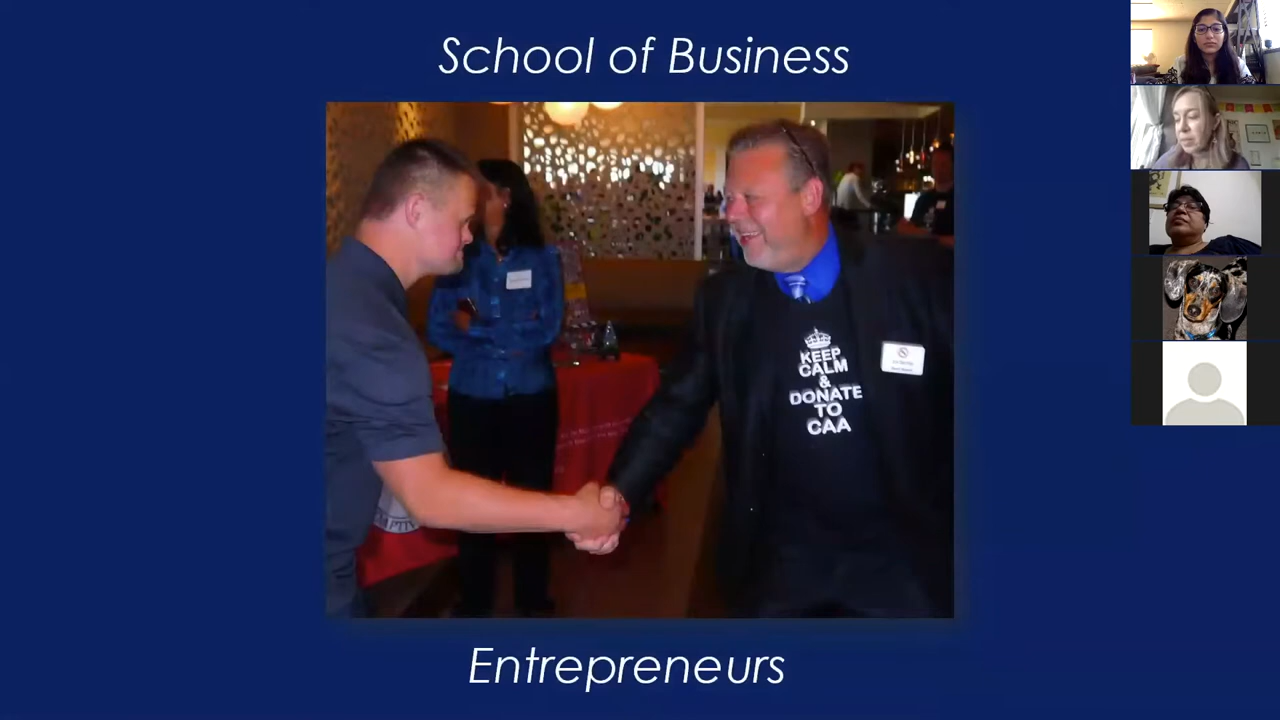 School of Business
KEEP
CALM
&
DONATE
TO
CAA
Entrepreneurs